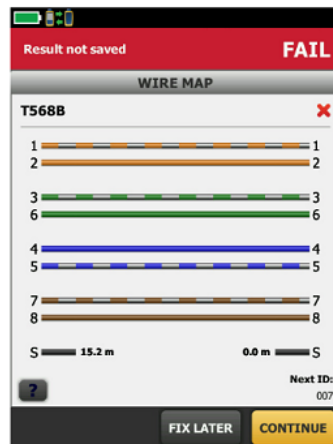 Result not saved FAIL
WIRE MAP
T568B
1 1
2 2
3 3
6 6
4 4
5 5
7 7
8 8
S 15.2 m 0.0 m S
? Next ID:
007
FIX LATER CONTINUE